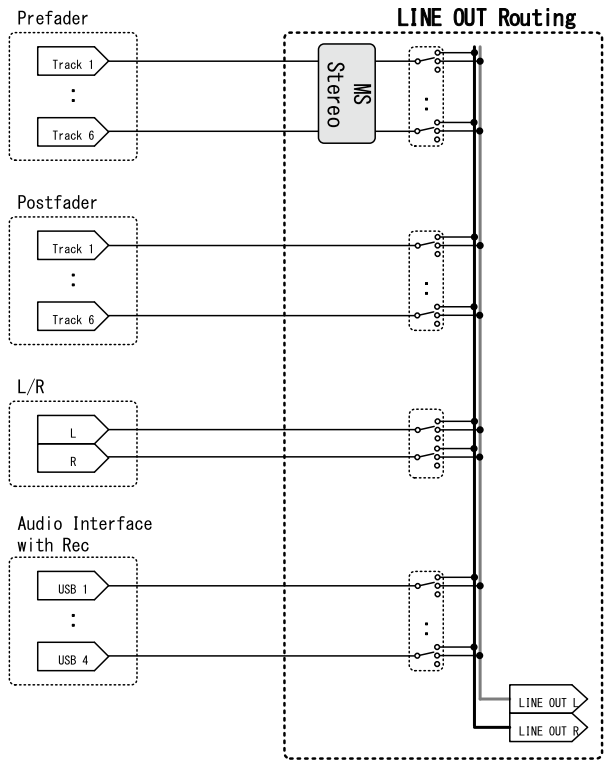 LINE OUT Routing
Prefader
Track 1
:
Track 6
MS
Stereo
:
Postfader
Track 1
:
Track 6
:
L/R
L
R
Audio Interface
with Rec
USB 1
:
USB 4
:
LINE OUT L
LINE OUT R